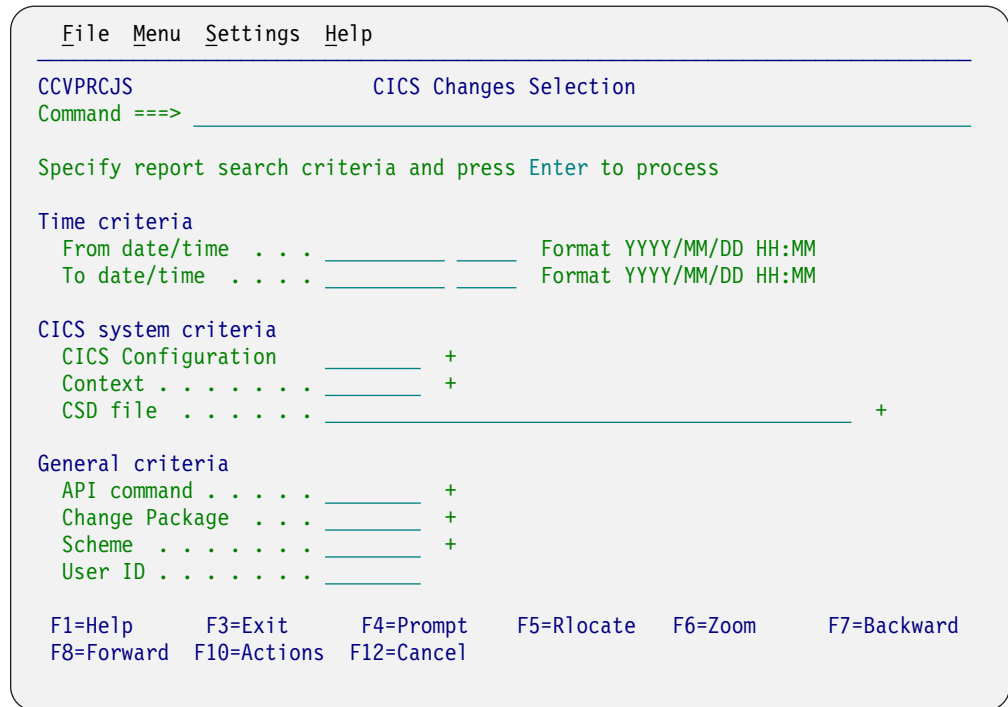 File Menu Settings Help
CCVPRCJS CICS Changes Selection
Command ===>
Specify report search criteria and press Enter to process
Time criteria
From date/time . . . Format YYYY/MM/DD HH:MM
To date/time . . . . Format YYYY/MM/DD HH:MM
CICS system criteria
CICS Configuration +
Context . . . . . . . +
CSD file . . . . . . +
General criteria
API command . . . . . +
Change Package . . . +
Scheme . . . . . . . +
User ID . . . . . . .
F1=Help F3=Exit F4=Prompt F5=Rlocate F6=Zoom F7=Backward
F8=Forward F10=Actions F12=Cancel